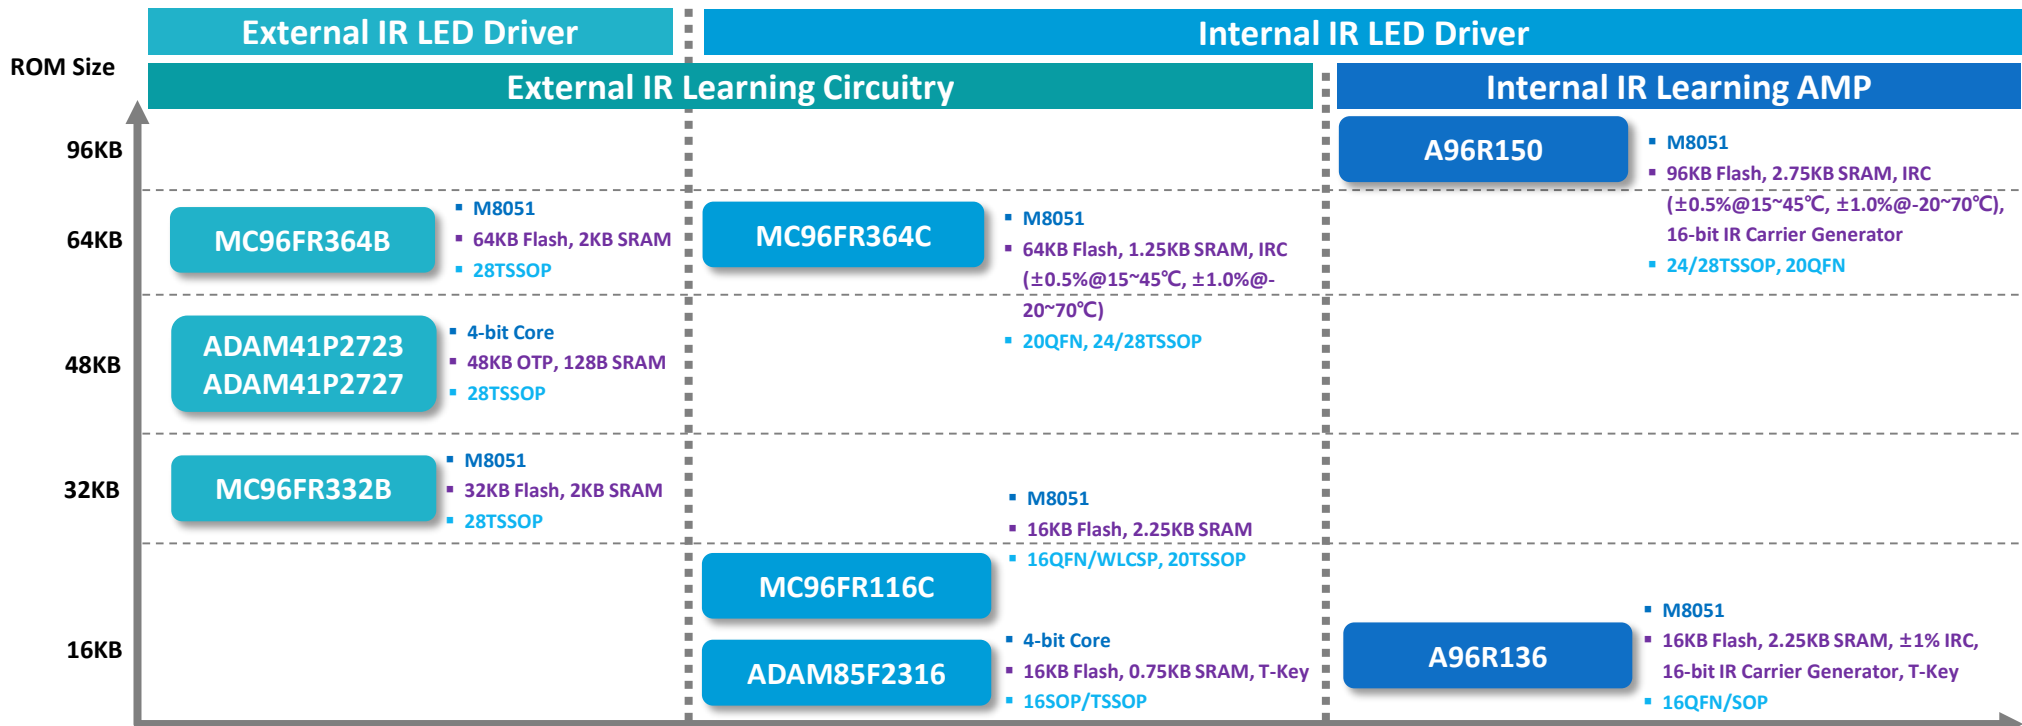 External IR LED Driver
Internal IR LED Driver
ROM Size
External IR Learning Circuitry
Internal IR Learning AMP
96KB
A96R150
▪ M8051
▪ 96KB Flash, 2.75KB SRAM, IRC
(±0.5%@15~45℃, ±1.0%@-20~70℃),
16-bit IR Carrier Generator
▪ 24/28TSSOP, 20QFN
64KB
MC96FR364B
▪ M8051
▪ 64KB Flash, 2KB SRAM
▪ 28TSSOP
MC96FR364C
▪ M8051
▪ 64KB Flash, 1.25KB SRAM, IRC
(±0.5%@15~45℃, ±1.0%@-
20~70℃)
▪ 20QFN, 24/28TSSOP
48KB
ADAM41P2723
ADAM41P2727
▪ 4-bit Core
▪ 48KB OTP, 128B SRAM
▪ 28TSSOP
32KB
MC96FR332B
▪ M8051
▪ 32KB Flash, 2KB SRAM
▪ 28TSSOP
MC96FR116C
▪ M8051
▪ 16KB Flash, 2.25KB SRAM
▪ 16QFN/WLCSP, 20TSSOP
16KB
ADAM85F2316
▪ 4-bit Core
▪ 16KB Flash, 0.75KB SRAM, T-Key
▪ 16SOP/TSSOP
A96R136
▪ M8051
▪ 16KB Flash, 2.25KB SRAM, ±1% IRC,
16-bit IR Carrier Generator, T-Key
▪ 16QFN/SOP